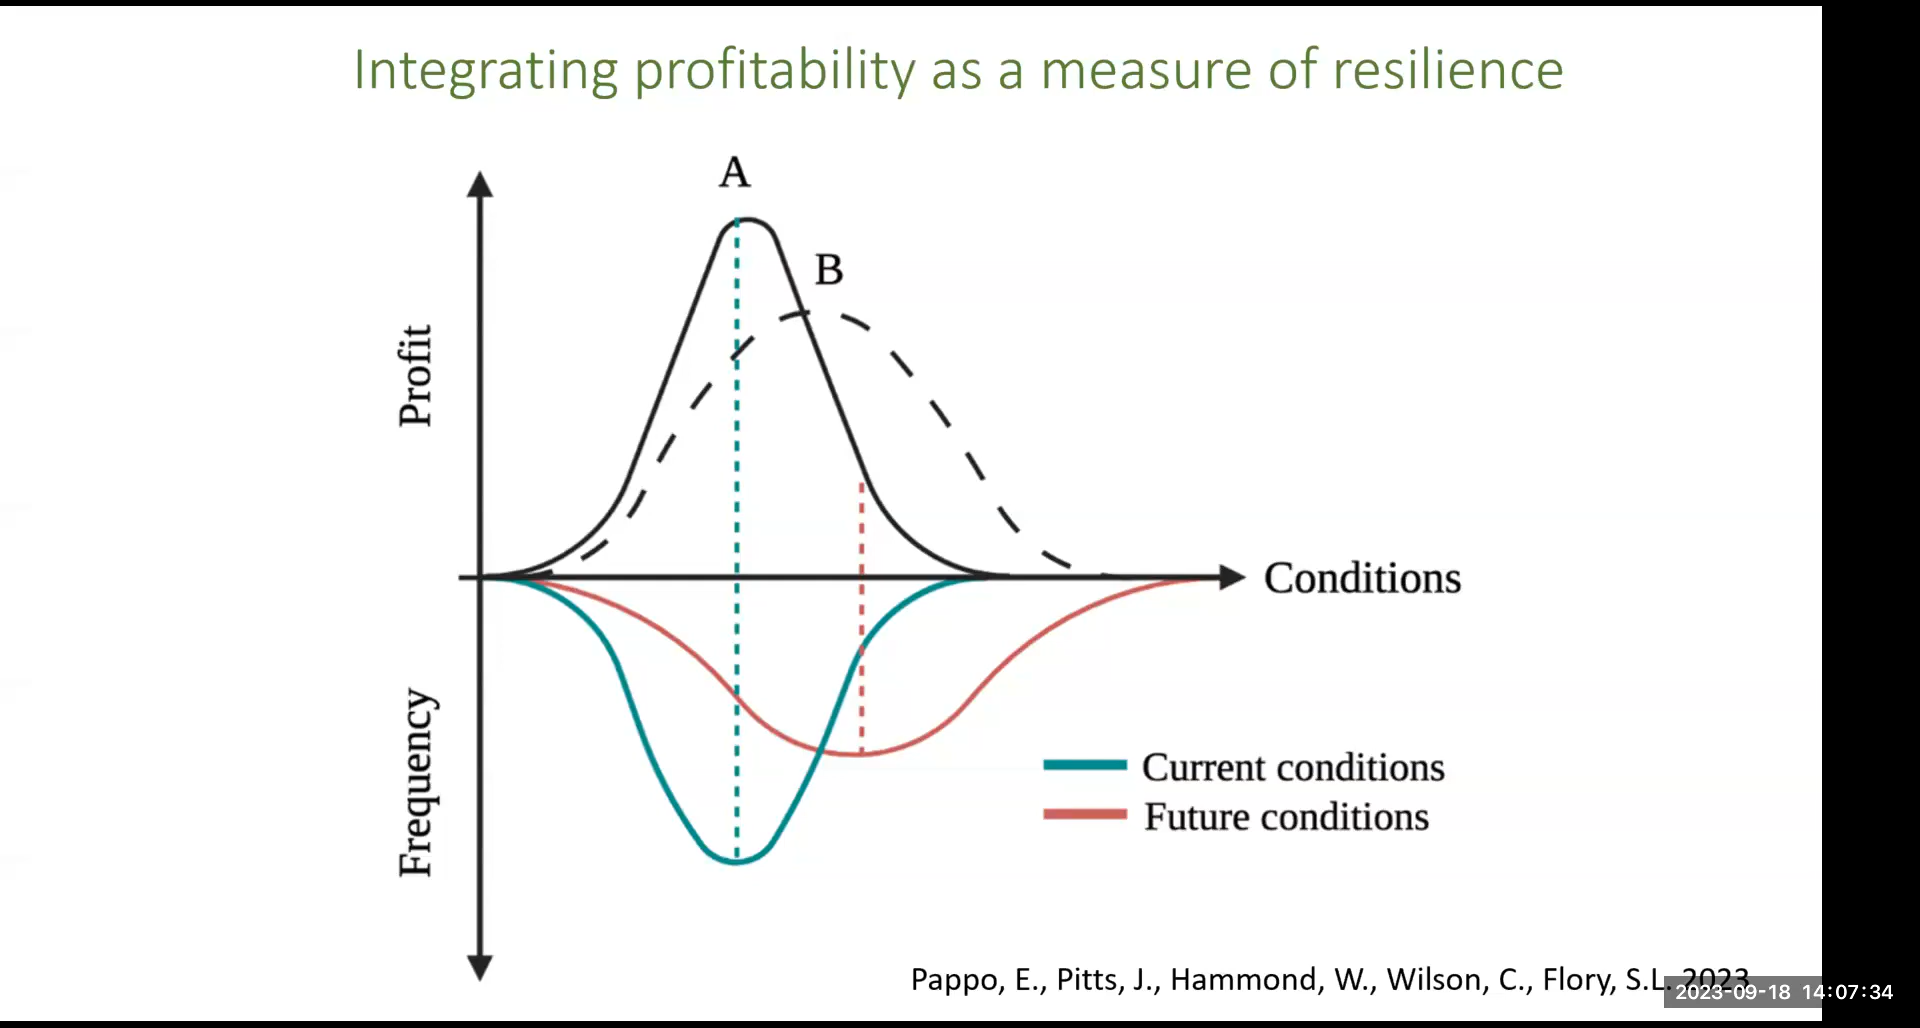 Integrating profitability as a measure of resilience
A
B
Profit
Conditions
Frequency
Current conditions
Future conditions
Pappo, E., Pitts, J., Hammond, W., Wilson, C., Flory, S.L. 2023
2023-09-18 14:07:34